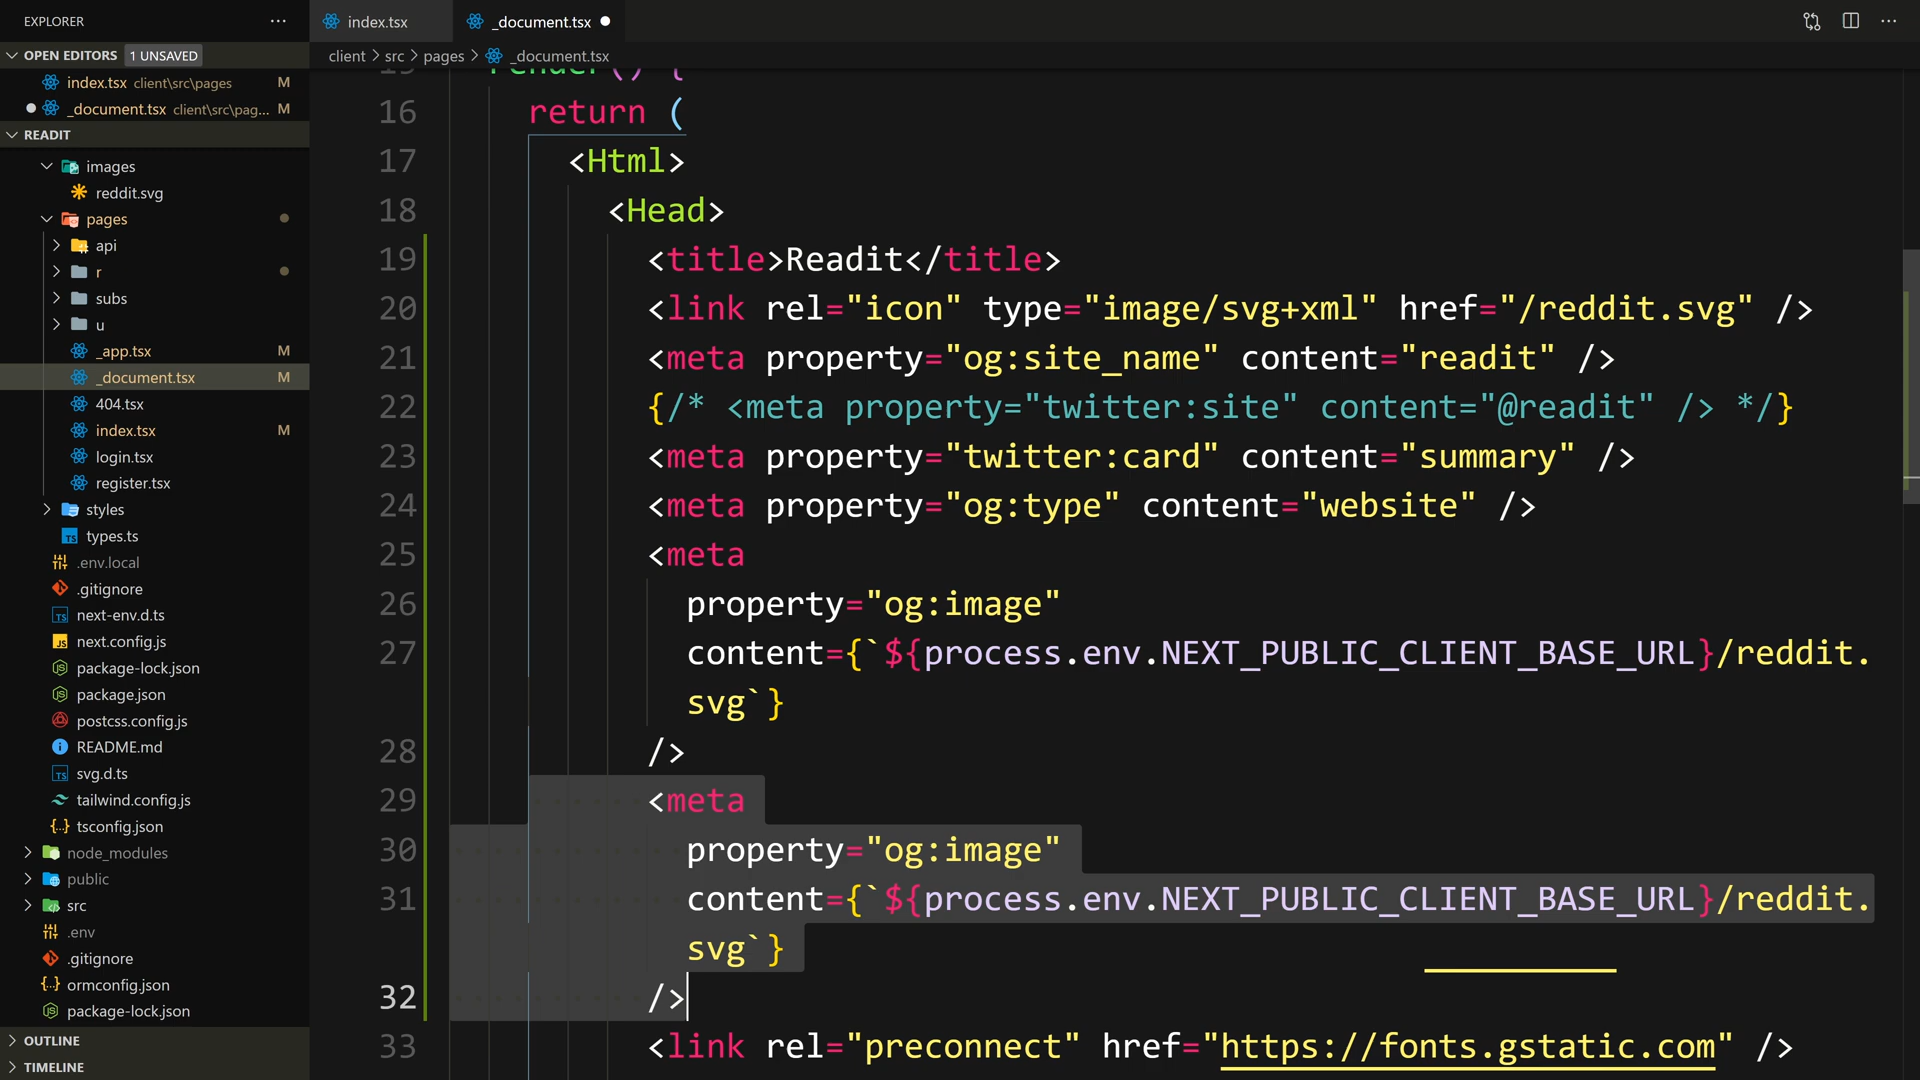 EXPLORER
OPEN EDITORS 1 UNSAVED
index.tsx client\src\pages M
_document.tsx client\src\pag... M
READIT
images
reddit.svg
pages
api
r
subs
u
_app.tsx M
_document.tsx M
404.tsx
index.tsx M
login.tsx
register.tsx
styles
types.ts
.env.local
.gitignore
next-env.d.ts
next.config.js
package-lock.json
package.json
postcss.config.js
README.md
svg.d.ts
tailwind.config.js
tsconfig.json
node_modules
public
src
.env
.gitignore
ormconfig.json
package-lock.json
OUTLINE
TIMELINE
index.tsx
_document.tsx
client > src > pages > _document.tsx
15 render() {
16 return (
17 <Html>
18 <Head>
19 <title>Readit</title>
20 <link rel="icon" type="image/svg+xml" href="/reddit.svg" />
21 <meta property="og:site_name" content="readit" />
22 {/* <meta property="twitter:site" content="@readit" /> */}
23 <meta property="twitter:card" content="summary" />
24 <meta property="og:type" content="website" />
25 <meta
26 property="og:image"
27 content={`${process.env.NEXT_PUBLIC_CLIENT_BASE_URL}/reddit.
svg`}
28 />
29 <meta
30 property="og:image"
31 content={`${process.env.NEXT_PUBLIC_CLIENT_BASE_URL}/reddit.
svg`}
32 />
33 <link rel="preconnect" href="https://fonts.gstatic.com" />